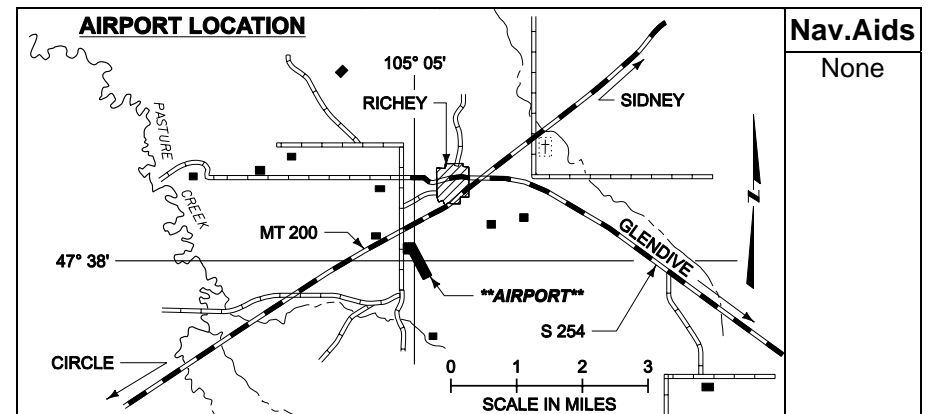 AIRPORT LOCATION
Nav.Aids
None
105° 05'
RICHEY
SIDNEY
PASTURE
CREEK
MT 200
GLENDIVE
47° 38'
**AIRPORT**
S 254
CIRCLE
N
0 1 2 3
SCALE IN MILES